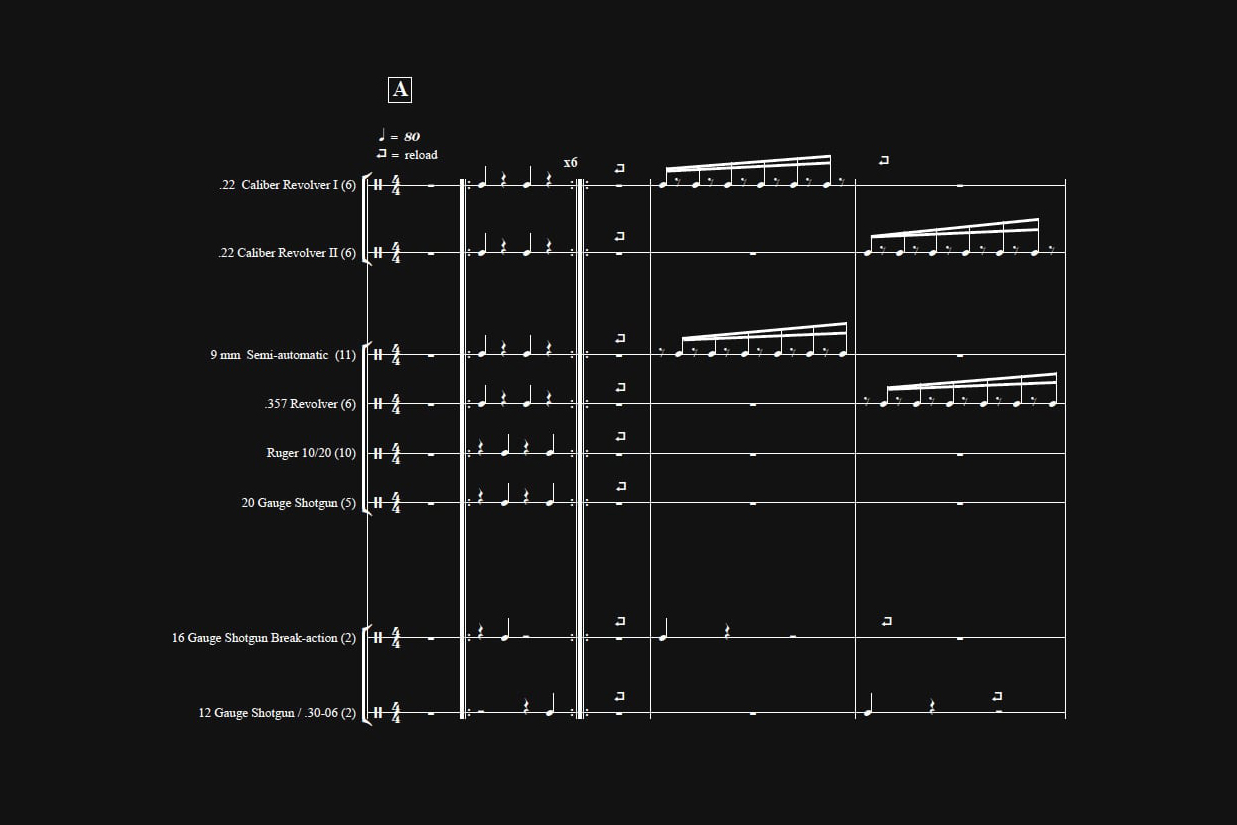 A
♩ = 80
= reload
x6
.22 Caliber Revolver I (6)
.22 Caliber Revolver II (6)
9 mm Semi-automatic (11)
.357 Revolver (6)
Ruger 10/20 (10)
20 Gauge Shotgun (5)
16 Gauge Shotgun Break-action (2)
12 Gauge Shotgun / .30-06 (2)